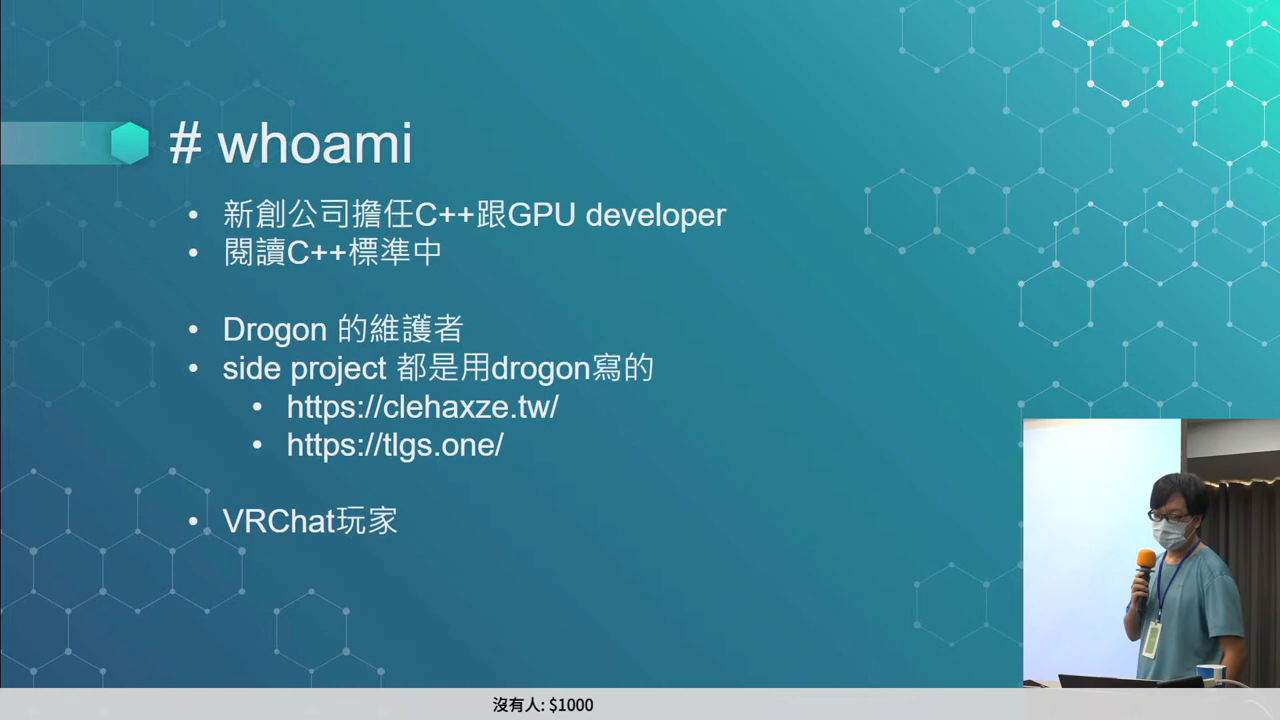 # whoami
• 新創公司擔任C++跟GPU developer
• 閱讀C++標準中
• Drogon 的維護者
• side project 都是用drogon寫的
• https://clehaxze.tw/
• https://tlgs.one/
• VRChat玩家
沒有人: $1000